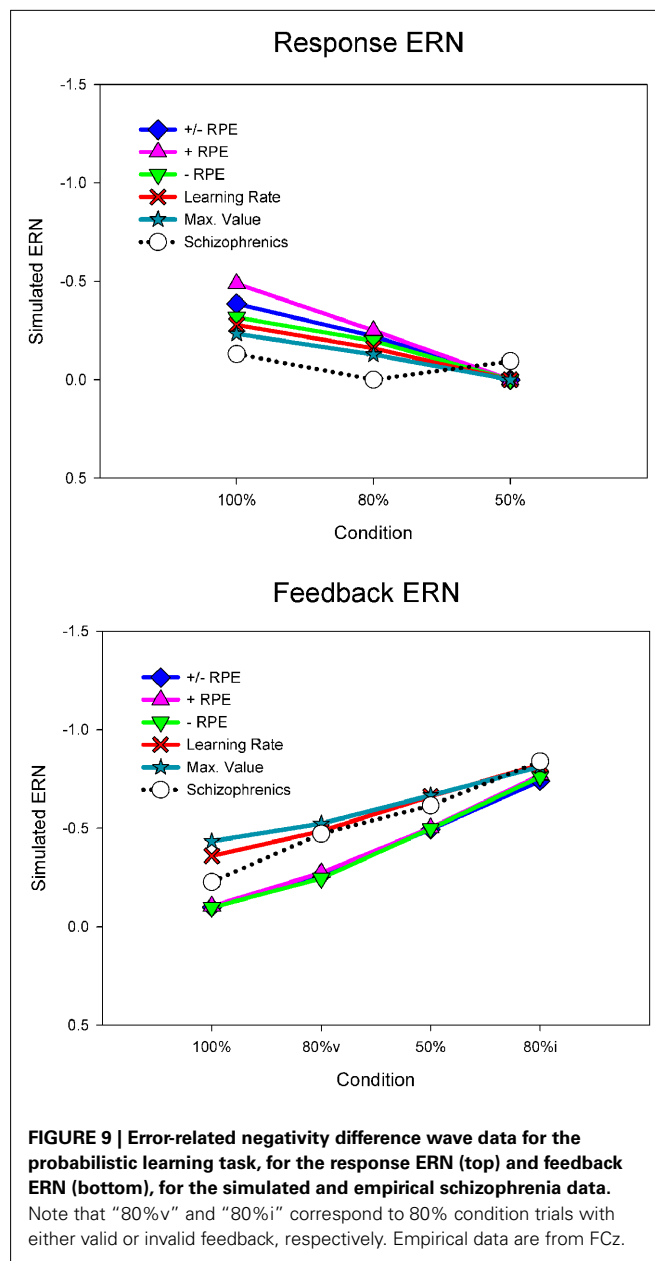 Response ERN
-1.5
-1.0
-0.5
0.0
0.5
Simulated ERN
+/- RPE
+ RPE
- RPE
Learning Rate
Max. Value
Schizophrenics
100%
80%
50%
Condition
Feedback ERN
-1.5
-1.0
-0.5
0.0
0.5
Simulated ERN
+/- RPE
+ RPE
- RPE
Learning Rate
Max. Value
Schizophrenics
100%
80%v
50%
80%i
Condition
FIGURE 9 | Error-related negativity difference wave data for the
probabilistic learning task, for the response ERN (top) and feedback
ERN (bottom), for the simulated and empirical schizophrenia data.
Note that “80%v” and “80%i” correspond to 80% condition trials with
either valid or invalid feedback, respectively. Empirical data are from FCz.